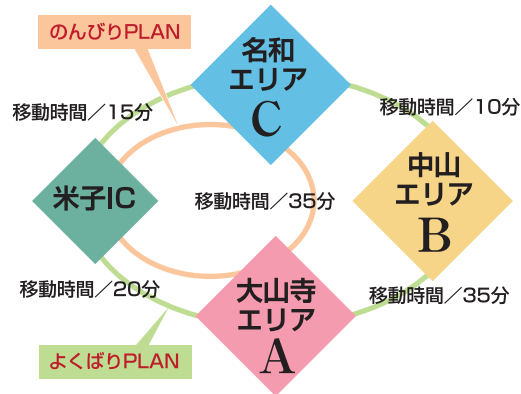 のんびりPLAN
名和
エリア
C
移動時間／15分
移動時間／10分
米子IC
移動時間／35分
中山
エリア
B
移動時間／20分
大山寺
エリア
A
移動時間／35分
よくばりPLAN